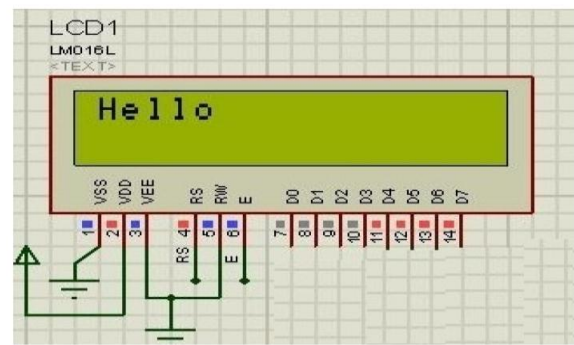 LCD1
LM016L
<TEXT>
Hello
VSS VDD VEE RS RW E D0 D1 D2 D3 D4 D5 D6 D7
1 2 3 4 5 6 7 8 9 10 11 12 13 14
RS E